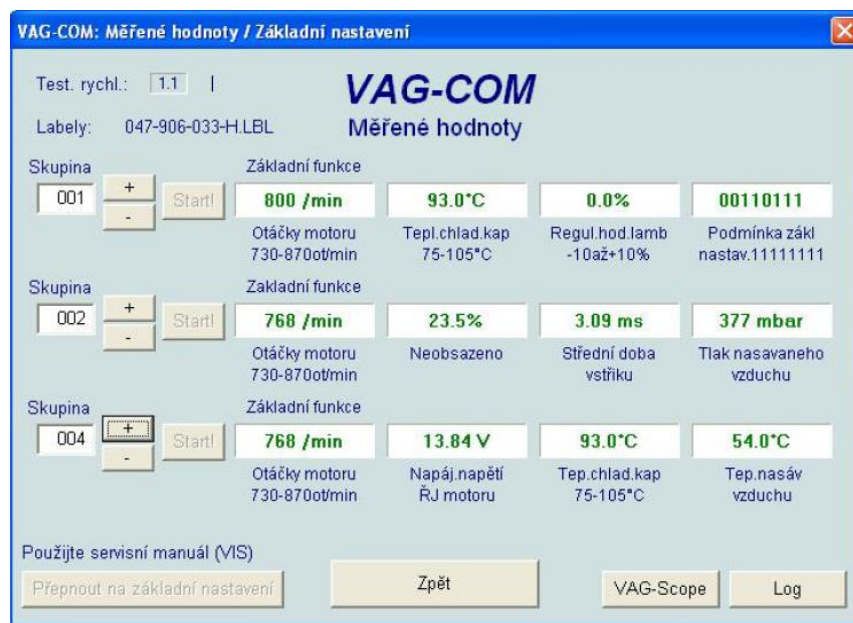 VAG-COM: Měřené hodnoty / Základní nastavení
Test. rychl.: 1.1 |
VAG-COM
Labely: 047-906-033-H.LBL
Měřené hodnoty
Skupina
Základní funkce
001
+
-
Start!
800 /min
93.0°C
0.0%
00110111
Otáčky motoru
730-870ot/min
Tepl.chlad.kap
75-105°C
Regul.hod.lamb
-10až+10%
Podmínka zákl
nastav.11111111
Skupina
Zakladní funkce
002
+
-
Start!
768 /min
23.5%
3.09 ms
377 mbar
Otáčky motoru
730-870ot/min
Neobsazeno
Střední doba
vstřiku
Tlak nasavaneho
vzduchu
Skupina
Základní funkce
004
+
-
Start!
768 /min
13.84 V
93.0°C
54.0°C
Otáčky motoru
730-870ot/min
Napáj.napětí
ŘJ motoru
Tep.chlad.kap
75-105°C
Tep.nasáv
vzduchu
Použijte servisní manuál (VIS)
Přepnout na základní nastavení
Zpět
VAG-Scope
Log